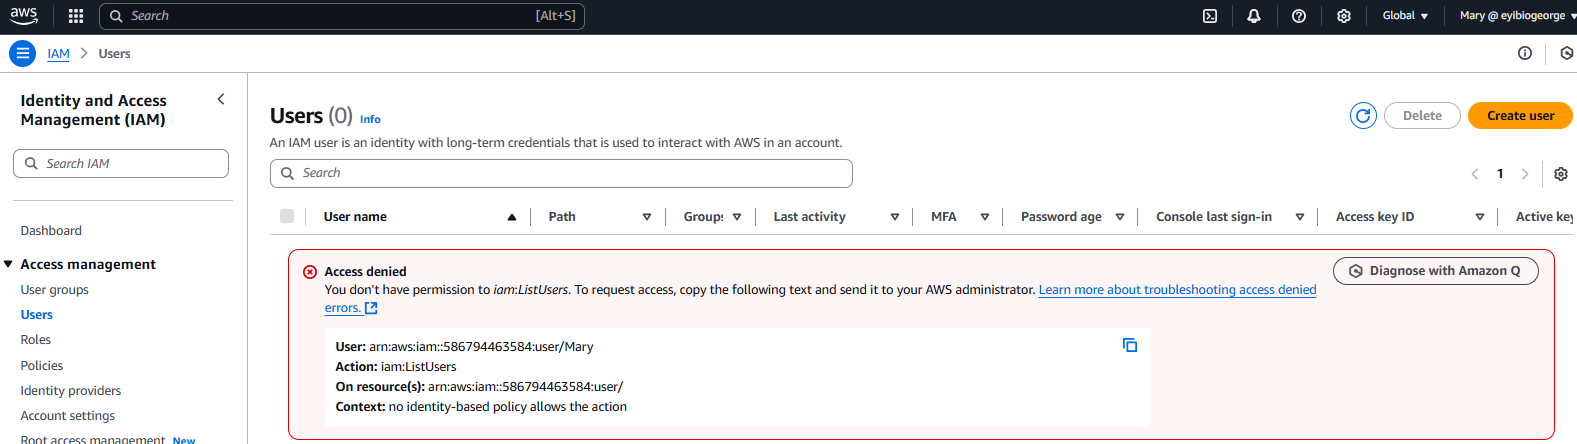 aws
Search [Alt+S]
Global
Mary @ eyibiogeorge
IAM > Users
Identity and Access
Management (IAM)
Search IAM
Dashboard
Access management
User groups
Users
Roles
Policies
Identity providers
Account settings
Root access management New
Users (0) Info
An IAM user is an identity with long-term credentials that is used to interact with AWS in an account.
Delete
Create user
Search
1
User name Path Groups Last activity MFA Password age Console last sign-in Access key ID Active key
Access denied
Diagnose with Amazon Q
You don't have permission to iam:ListUsers. To request access, copy the following text and send it to your AWS administrator. Learn more about troubleshooting access denied
errors.
User: arn:aws:iam::586794463584:user/Mary
Action: iam:ListUsers
On resource(s): arn:aws:iam::586794463584:user/
Context: no identity-based policy allows the action